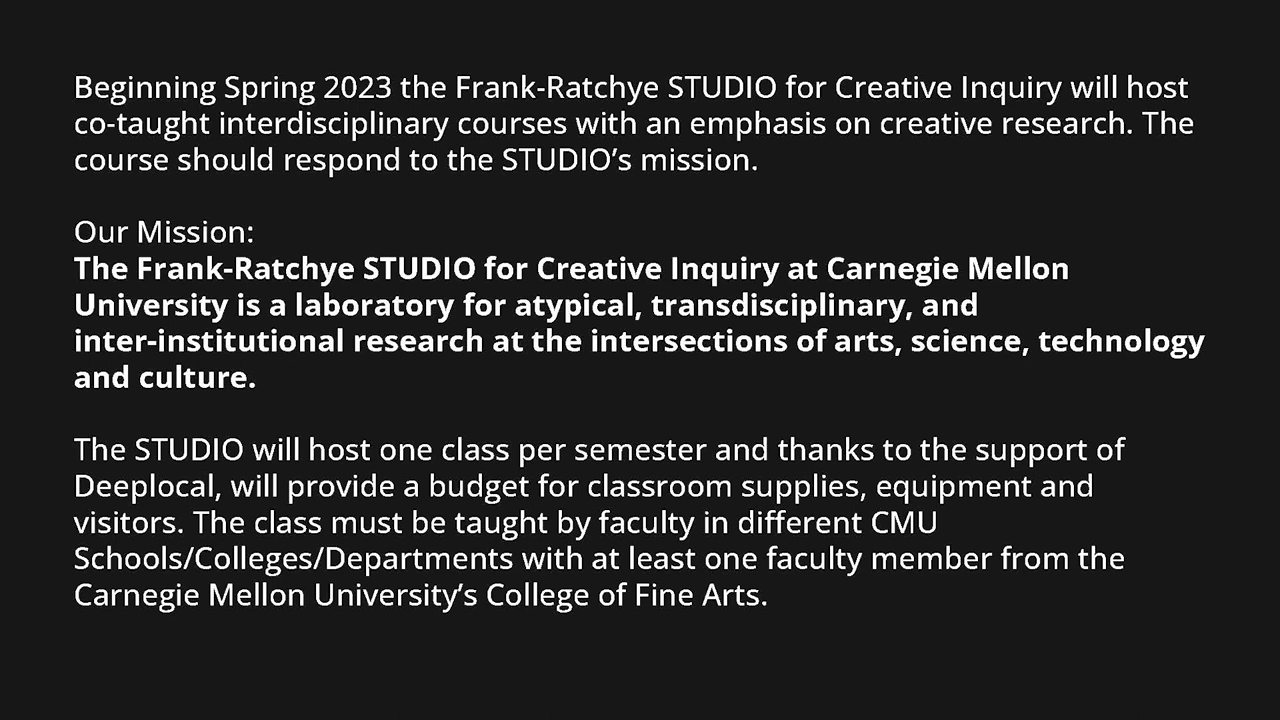 Beginning Spring 2023 the Frank-Ratchye STUDIO for Creative Inquiry will host
co-taught interdisciplinary courses with an emphasis on creative research. The
course should respond to the STUDIO’s mission.
Our Mission:
The Frank-Ratchye STUDIO for Creative Inquiry at Carnegie Mellon
University is a laboratory for atypical, transdisciplinary, and
inter-institutional research at the intersections of arts, science, technology
and culture.
The STUDIO will host one class per semester and thanks to the support of
Deeplocal, will provide a budget for classroom supplies, equipment and
visitors. The class must be taught by faculty in different CMU
Schools/Colleges/Departments with at least one faculty member from the
Carnegie Mellon University’s College of Fine Arts.